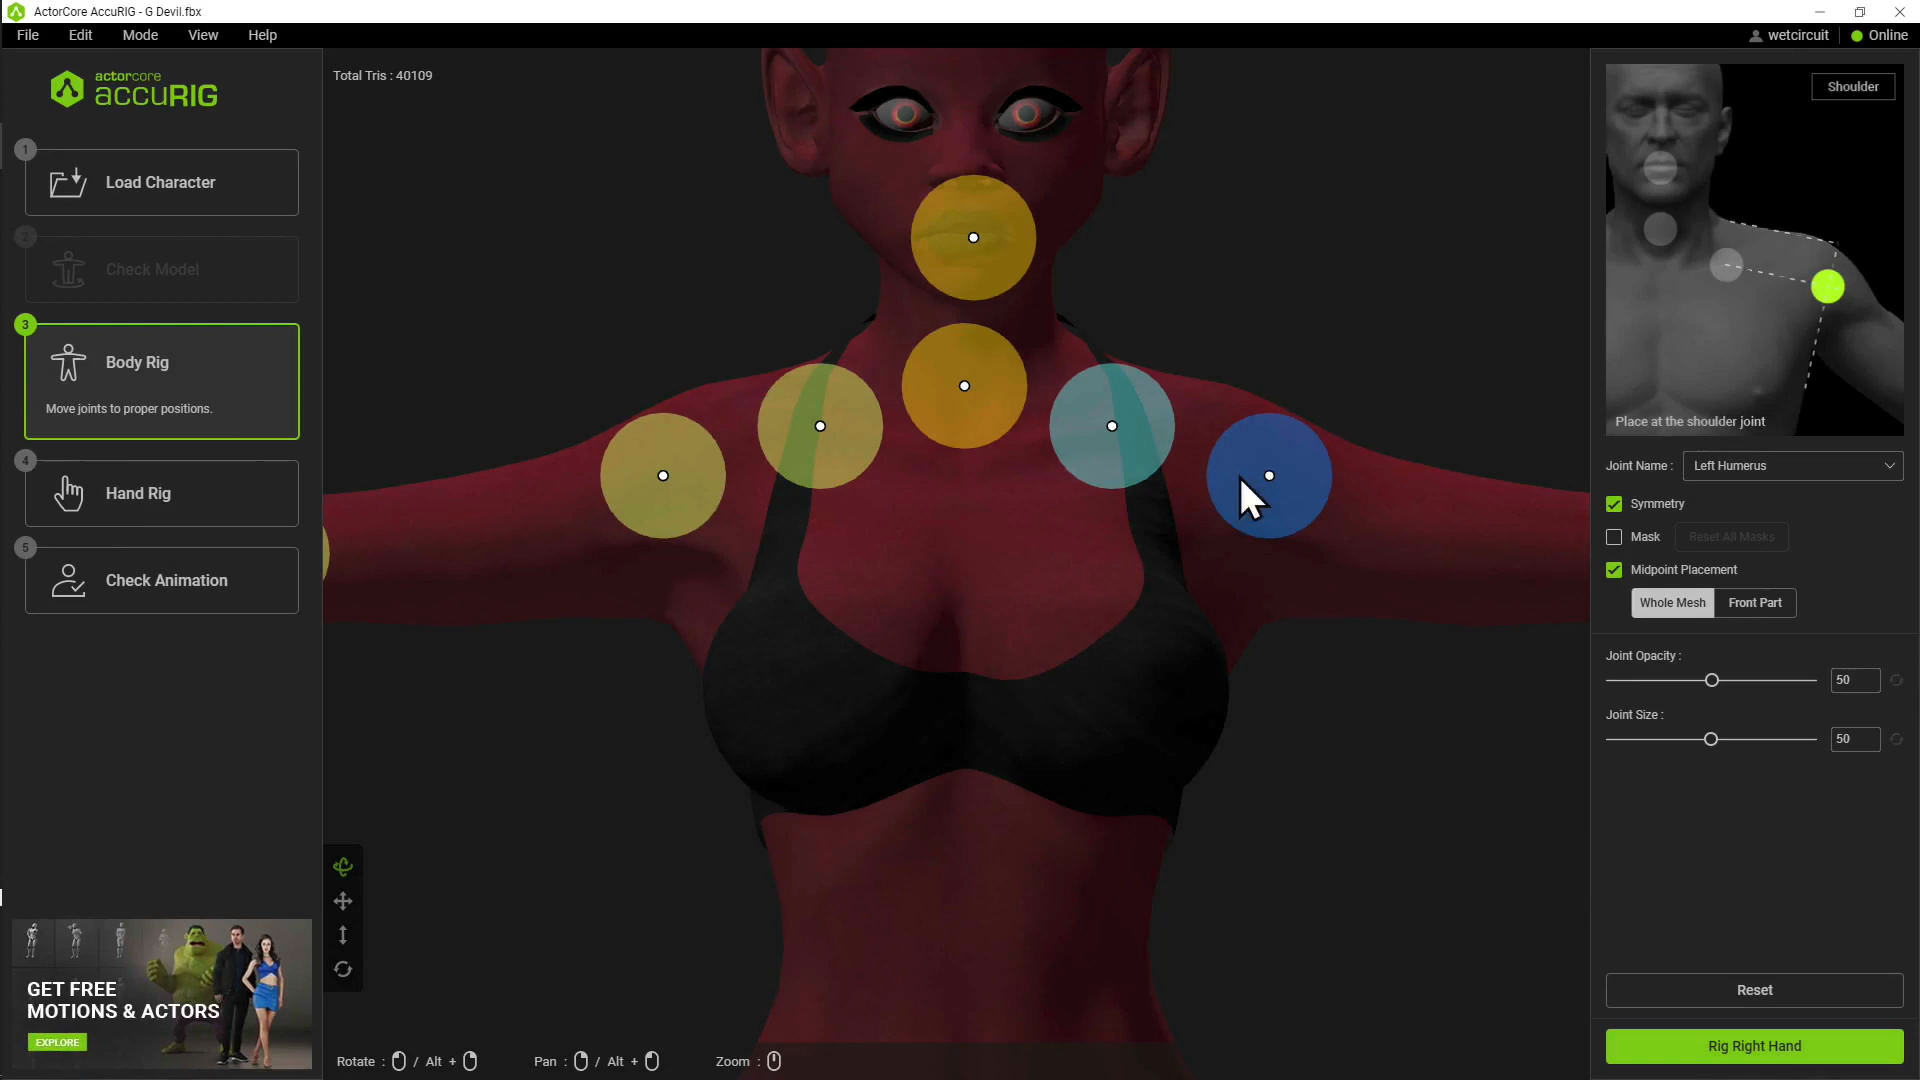 ActorCore AccuRIG - G Devil.fbx
File Edit Mode View Help
wetcircuit Online
actorcore
accuRIG
Total Tris : 40109
1
Load Character
2
Check Model
3
Body Rig
Move joints to proper positions.
4
Hand Rig
5
Check Animation
GET FREE
MOTIONS & ACTORS
EXPLORE
Rotate : / Alt + Pan : / Alt + Zoom :
Shoulder
Place at the shoulder joint
Joint Name : Left Humerus
Symmetry
Mask Reset All Masks
Midpoint Placement
Whole Mesh Front Part
Joint Opacity :
50
Joint Size :
50
Reset
Rig Right Hand